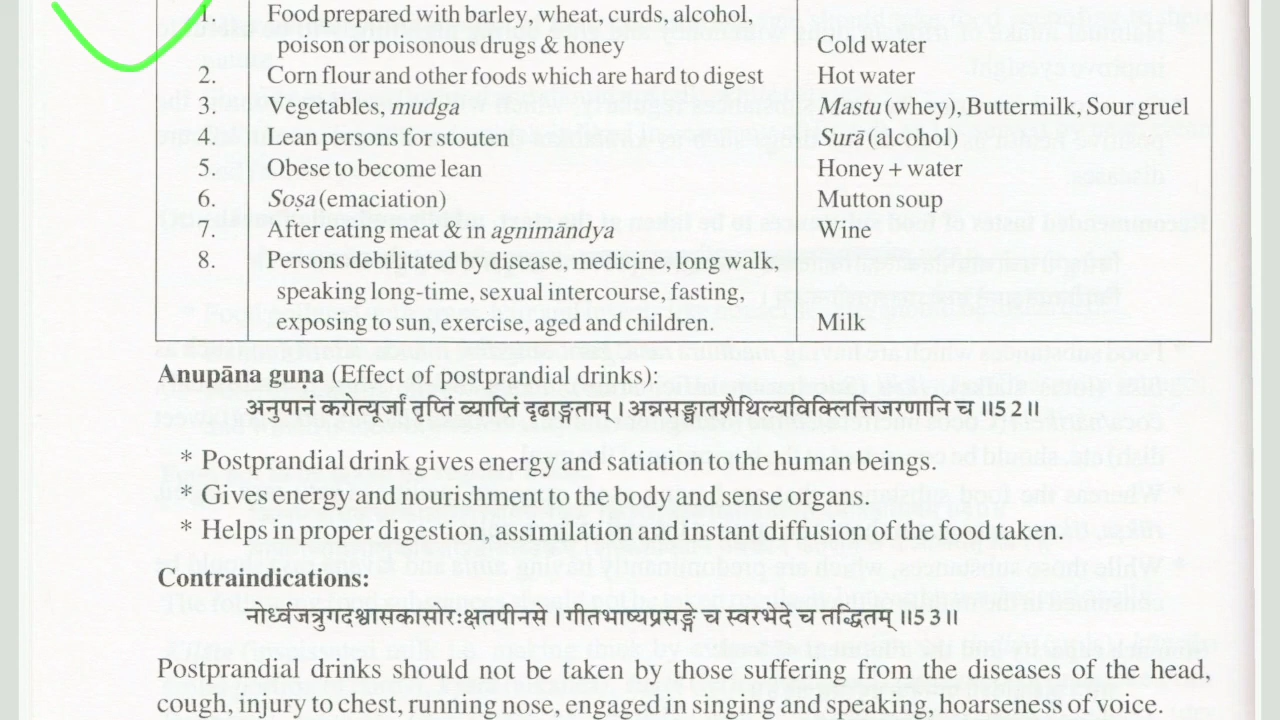 1. Food prepared with barley, wheat, curds, alcohol,
poison or poisonous drugs & honey Cold water
2. Corn flour and other foods which are hard to digest Hot water
3. Vegetables, mudga Mastu (whey), Buttermilk, Sour gruel
4. Lean persons for stouten Surā (alcohol)
5. Obese to become lean Honey + water
6. Soṣa (emaciation) Mutton soup
7. After eating meat & in agnimāndya Wine
8. Persons debilitated by disease, medicine, long walk,
speaking long-time, sexual intercourse, fasting,
exposing to sun, exercise, aged and children. Milk
Anupāna guṇa (Effect of postprandial drinks):
अनुपानं करोत्यूर्जां तृप्तिं व्याप्तिं दृढाङ्गताम् । अन्नसङ्घातशैथिल्यविक्लित्तिजरणानि च ॥52॥
* Postprandial drink gives energy and satiation to the human beings.
* Gives energy and nourishment to the body and sense organs.
* Helps in proper digestion, assimilation and instant diffusion of the food taken.
Contraindications:
नोर्ध्वजत्रुगदश्वासकासोरःक्षतपीनसे । गीतभाष्यप्रसङ्गे च स्वरभेदे च तद्धितम् ॥53॥
Postprandial drinks should not be taken by those suffering from the diseases of the head,
cough, injury to chest, running nose, engaged in singing and speaking, hoarseness of voice.